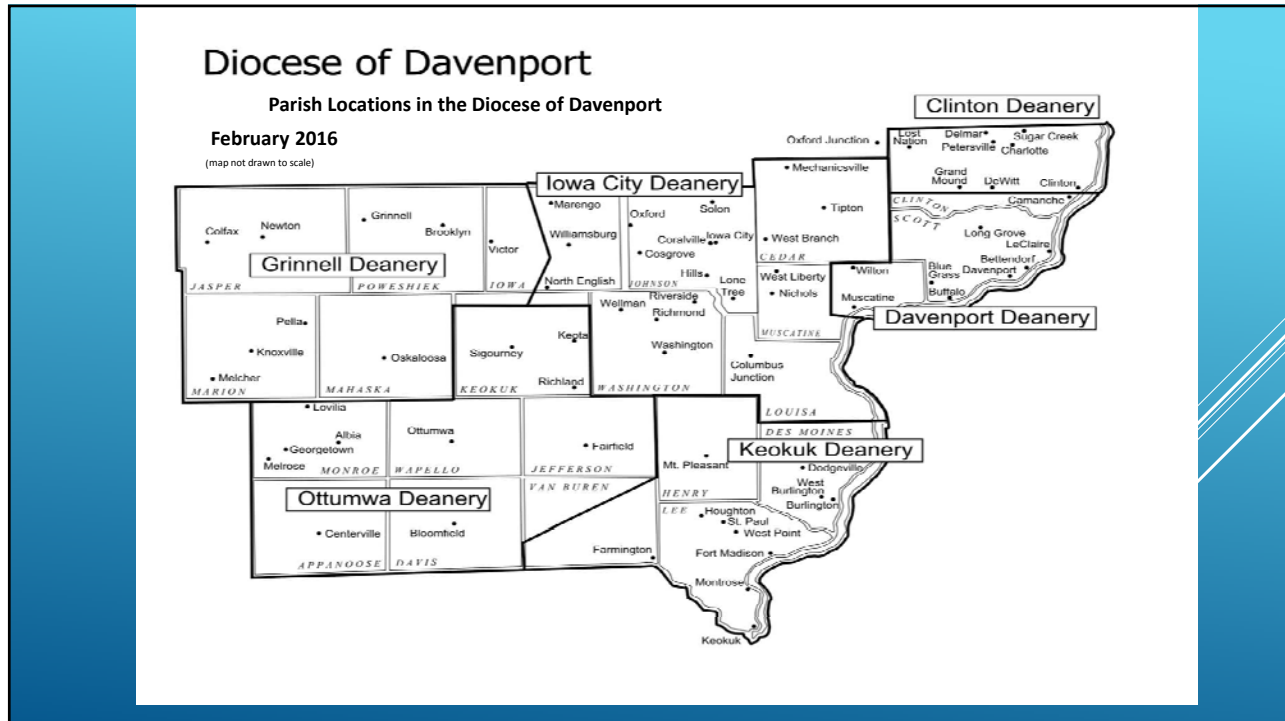 Diocese of Davenport
Parish Locations in the Diocese of Davenport
February 2016
(map not drawn to scale)
Clinton Deanery
Oxford Junction
Lost Nation
Delmar
Sugar Creek
Petersville
Charlotte
Grand Mound
DeWitt
Clinton
Camanche
CLINTON
SCOTT
Long Grove
LeClaire
Bettendorf
Davenport
Blue Grass
Buffalo
Davenport Deanery
Wilton
Muscatine
Iowa City Deanery
Mechanicsville
Tipton
West Branch
CEDAR
Marengo
Williamsburg
North English
Oxford
Solon
Coralville
Iowa City
Cosgrove
Hills
Lone Tree
JOHNSON
West Liberty
Nichols
MUSCATINE
Wellman
Riverside
Richmond
Washington
WASHINGTON
Columbus Junction
LOUISA
Grinnell Deanery
Colfax
Newton
JASPER
Grinnell
Brooklyn
POWESHIEK
Victor
IOWA
Pella
Knoxville
Melcher
MARION
Oskaloosa
MAHASKA
Sigourney
Keota
Richland
KEOKUK
Ottumwa Deanery
Lovilia
Albia
Georgetown
Melrose
MONROE
Ottumwa
WAPELLO
Fairfield
JEFFERSON
VAN BUREN
Centerville
APPANOOSE
Bloomfield
DAVIS
Keokuk Deanery
DES MOINES
Mt. Pleasant
HENRY
Dodgeville
West Burlington
Burlington
LEE
Houghton
St. Paul
West Point
Farmington
Fort Madison
Montrose
Keokuk